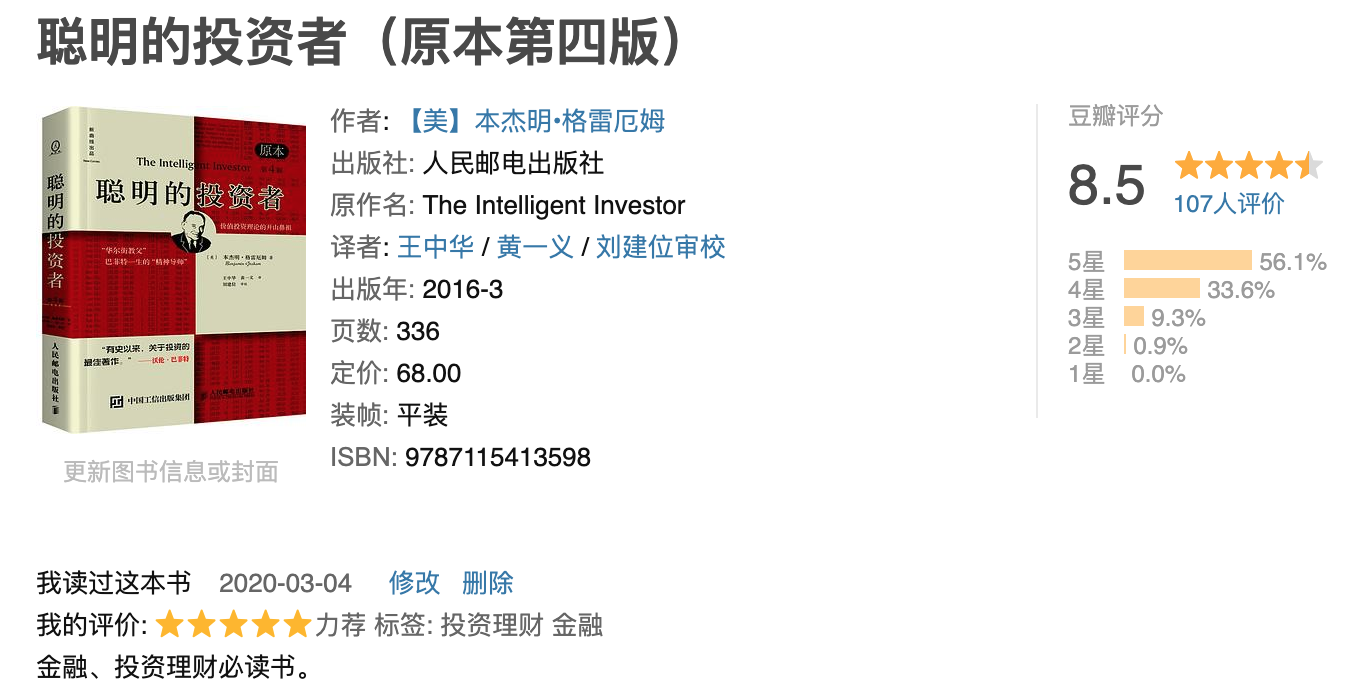 聪明的投资者（原本第四版）
新商线出品
聪明的投资者
人民邮电出版社
原本
第4版
The Intelligent Investor
聪明的投资者
价值投资理论的开山鼻祖
“华尔街教父”
巴菲特一生的“精神导师”
[美] 本杰明·格雷厄姆 著
Benjamin Graham
王中华 黄一义 译
刘建位 审校
“有史以来，关于投资的
最佳著作。”——沃伦·巴菲特
中国工信出版集团 人民邮电出版社
更新图书信息或封面
作者: 【美】本杰明•格雷厄姆
出版社: 人民邮电出版社
原作名: The Intelligent Investor
译者: 王中华 / 黄一义 / 刘建位审校
出版年: 2016-3
页数: 336
定价: 68.00
装帧: 平装
ISBN: 9787115413598
豆瓣评分
8.5
107人评价
5星 56.1%
4星 33.6%
3星 9.3%
2星 0.9%
1星 0.0%
我读过这本书 2020-03-04 修改 删除
我的评价: 力荐 标签: 投资理财 金融
金融、投资理财必读书。